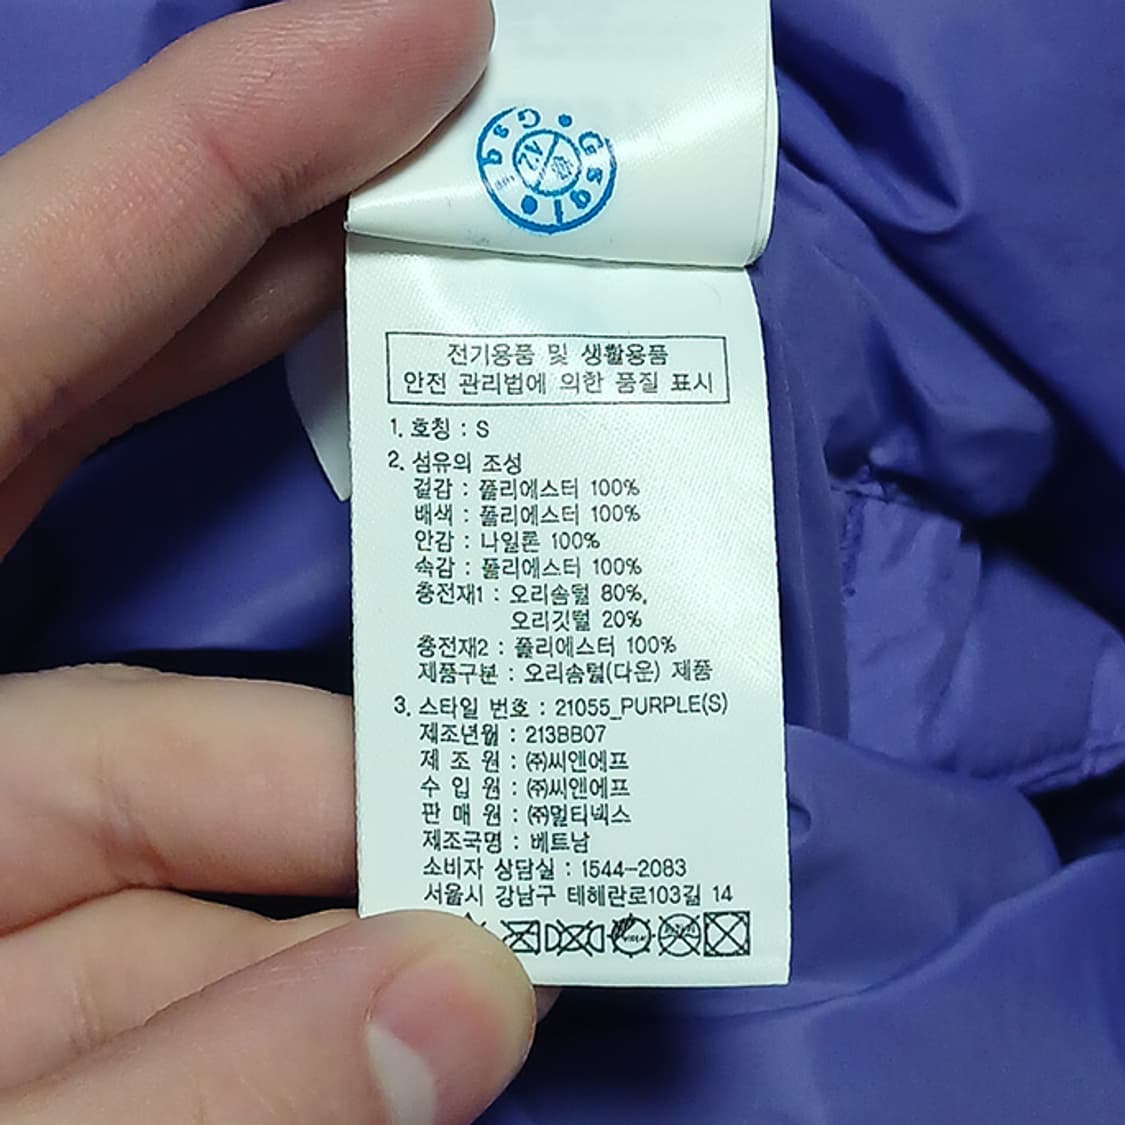 Gsgle
전기용품 및 생활용품
안전 관리법에 의한 품질 표시
1. 호칭 : S
2. 섬유의 조성
겉감 : 폴리에스터 100%
배색 : 폴리에스터 100%
안감 : 나일론 100%
속감 : 폴리에스터 100%
충전재1 : 오리솜털 80%,
오리깃털 20%
충전재2 : 폴리에스터 100%
제품구분 : 오리솜털(다운) 제품
3. 스타일 번호 : 21055_PURPLE(S)
제조년월 : 213BB07
제 조 원 : ㈜씨앤에프
수 입 원 : ㈜씨앤에프
판 매 원 : ㈜멀티넥스
제조국명 : 베트남
소비자 상담실 : 1544-2083
서울시 강남구 테헤란로103길 14